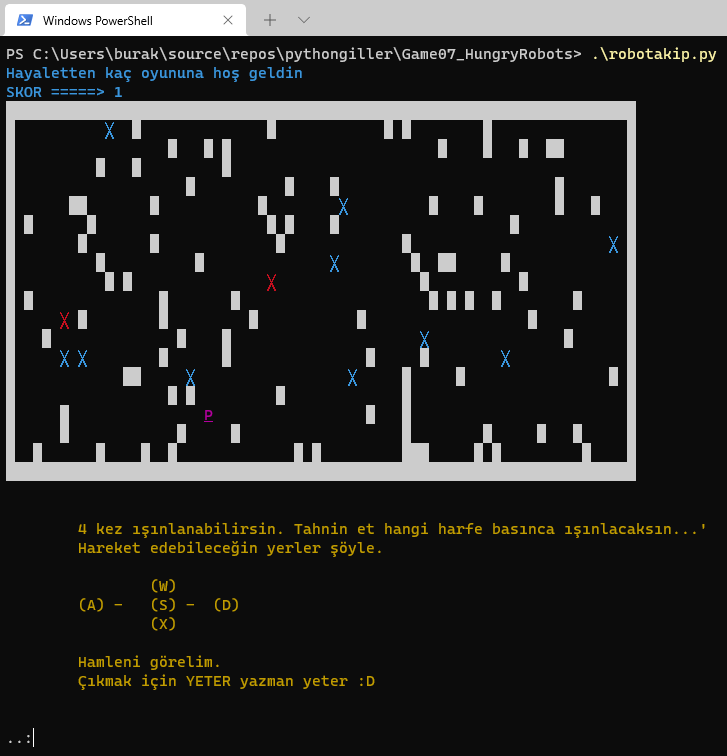 Windows PowerShell
PS C:\Users\burak\source\repos\pythongiller\Game07_HungryRobots> .\robotakip.py
Hayaletten kaç oyununa hoş geldin
SKOR =====> 1
X
X
X
X
X
X
X
X X
X
X X
P
4 kez ışınlanabilirsin. Tahnin et hangi harfe basınca ışınlacaksın...'
Hareket edebileceğin yerler şöyle.
(W)
(A) - (S) - (D)
(X)
Hamleni görelim.
Çıkmak için YETER yazman yeter :D
..: